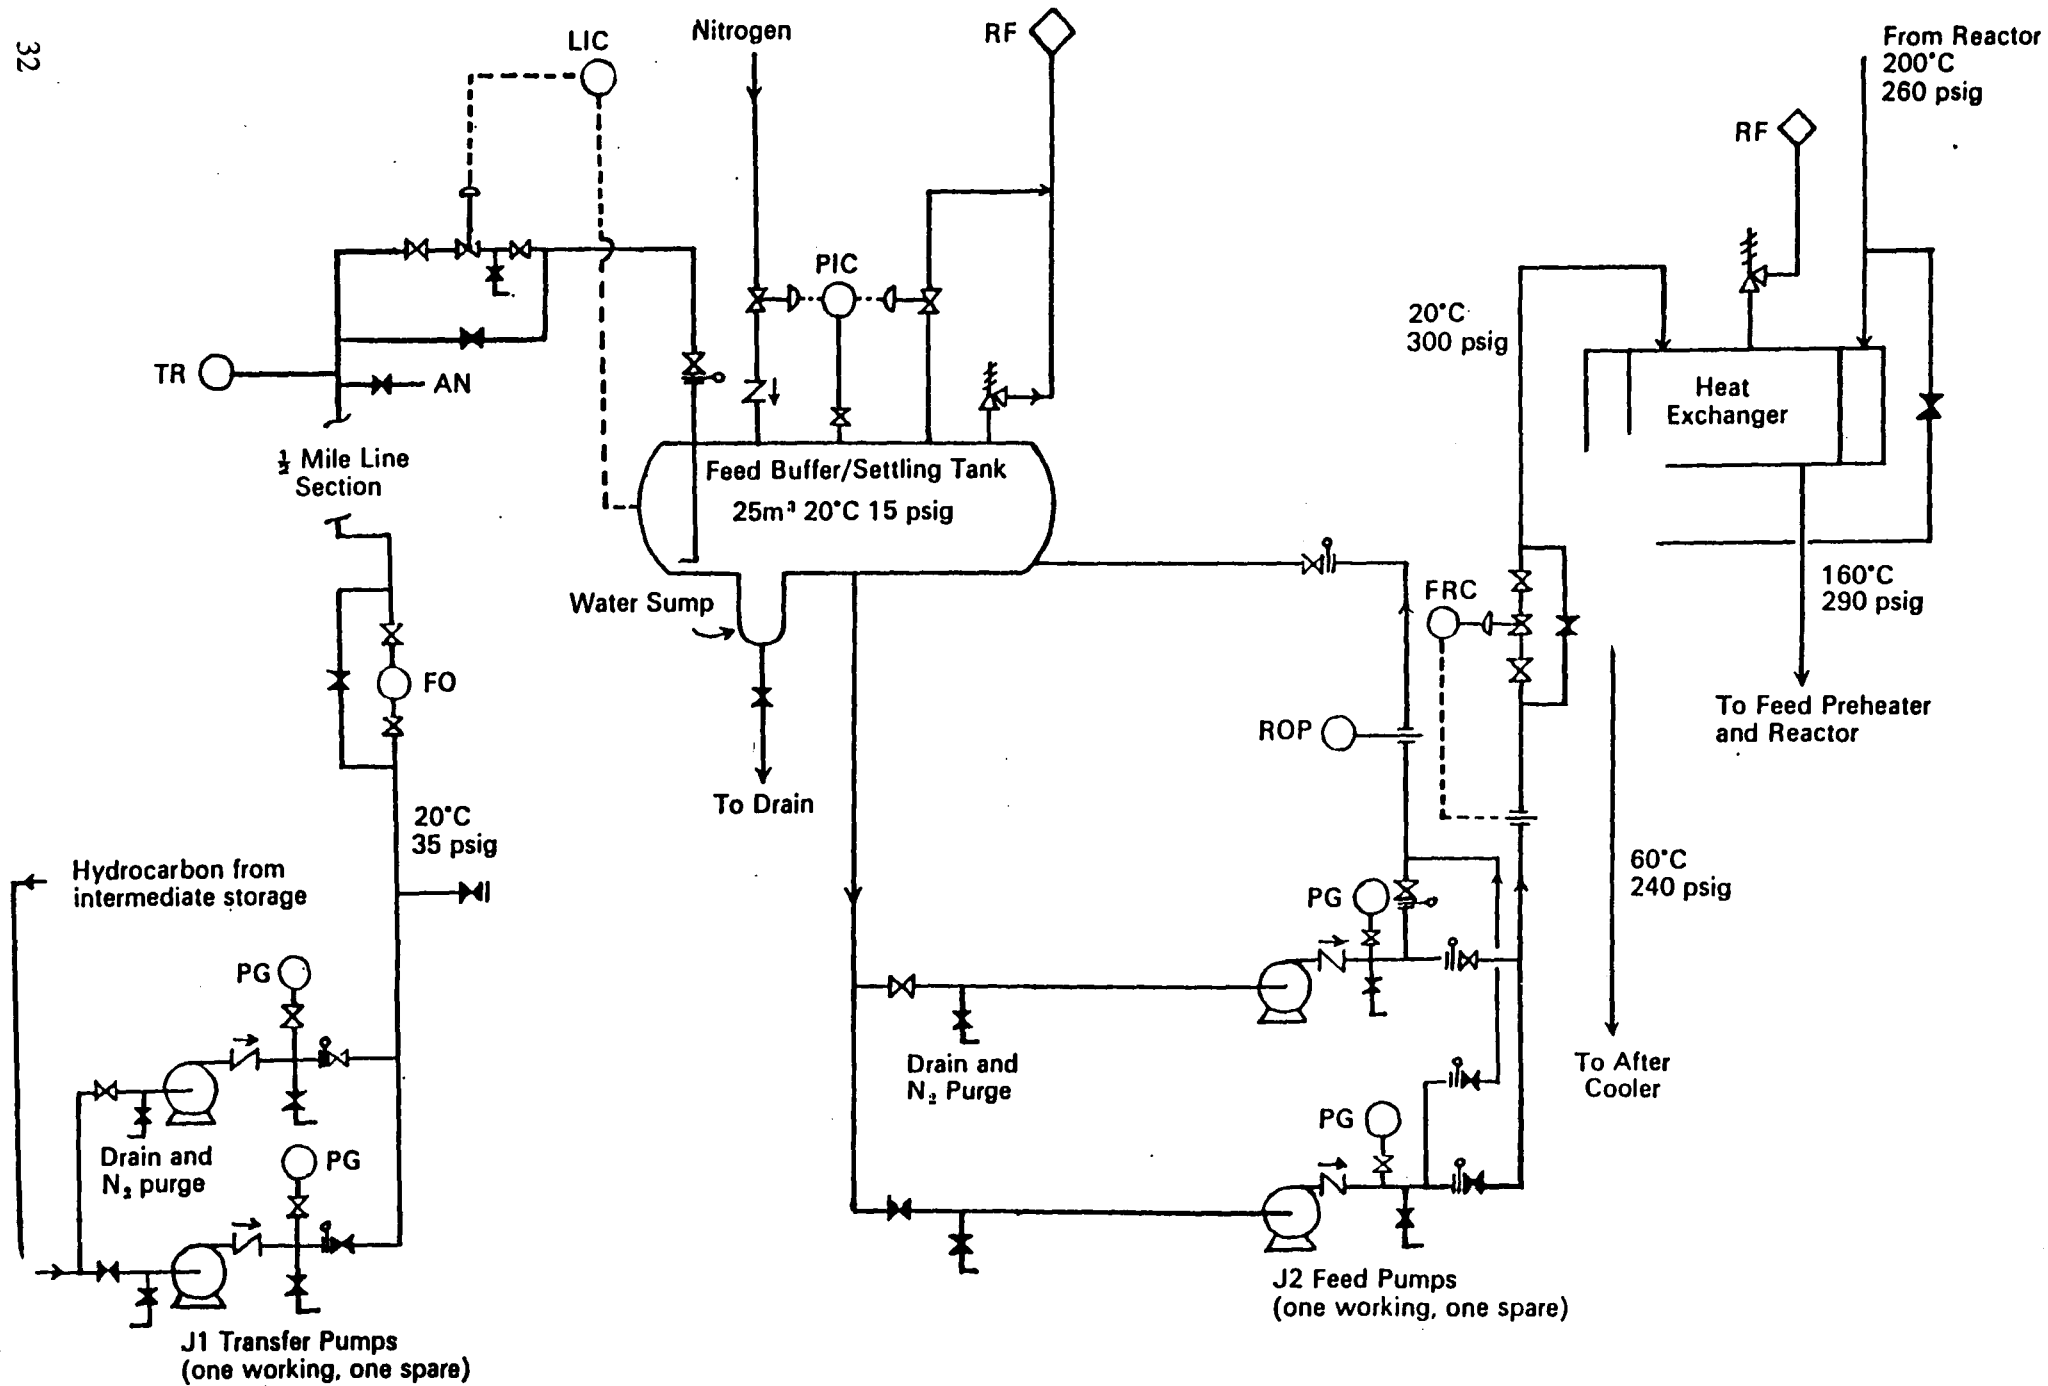 32
LIC
Nitrogen
RF
From Reactor
200°C
260 psig
RF
PIC
20°C
300 psig
TR
AN
Heat
Exchanger
½ Mile Line
Section
Feed Buffer/Settling Tank
25m³ 20°C 15 psig
Water Sump
FRC
160°C
290 psig
FO
ROP
To Feed Preheater
and Reactor
To Drain
20°C
35 psig
Hydrocarbon from
intermediate storage
60°C
240 psig
PG
PG
Drain and
N₂ Purge
To After
Cooler
PG
Drain and
N₂ purge
PG
J2 Feed Pumps
(one working, one spare)
J1 Transfer Pumps
(one working, one spare)